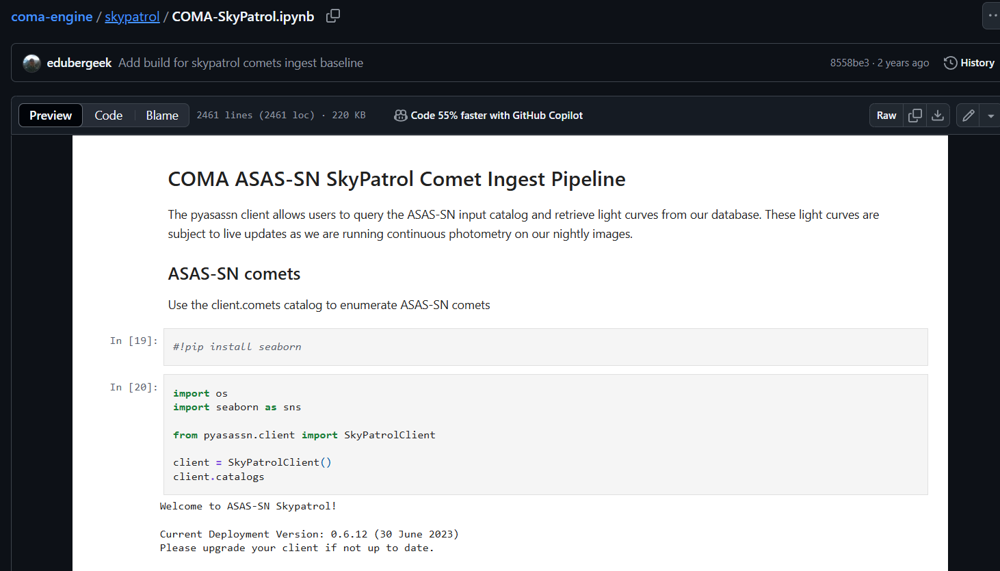 coma-engine / skypatrol / COMA-SkyPatrol.ipynb
edubergeek Add build for skypatrol comets ingest baseline 8558be3 · 2 years ago History
Preview Code Blame 2461 lines (2461 loc) · 220 KB Code 55% faster with GitHub Copilot Raw
COMA ASAS-SN SkyPatrol Comet Ingest Pipeline
The pyasassn client allows users to query the ASAS-SN input catalog and retrieve light curves from our database. These light curves are
subject to live updates as we are running continuous photometry on our nightly images.
ASAS-SN comets
Use the client.comets catalog to enumerate ASAS-SN comets
In [19]: #!pip install seaborn
In [20]:
import os
import seaborn as sns
from pyasassn.client import SkyPatrolClient
client = SkyPatrolClient()
client.catalogs
Welcome to ASAS-SN Skypatrol!
Current Deployment Version: 0.6.12 (30 June 2023)
Please upgrade your client if not up to date.